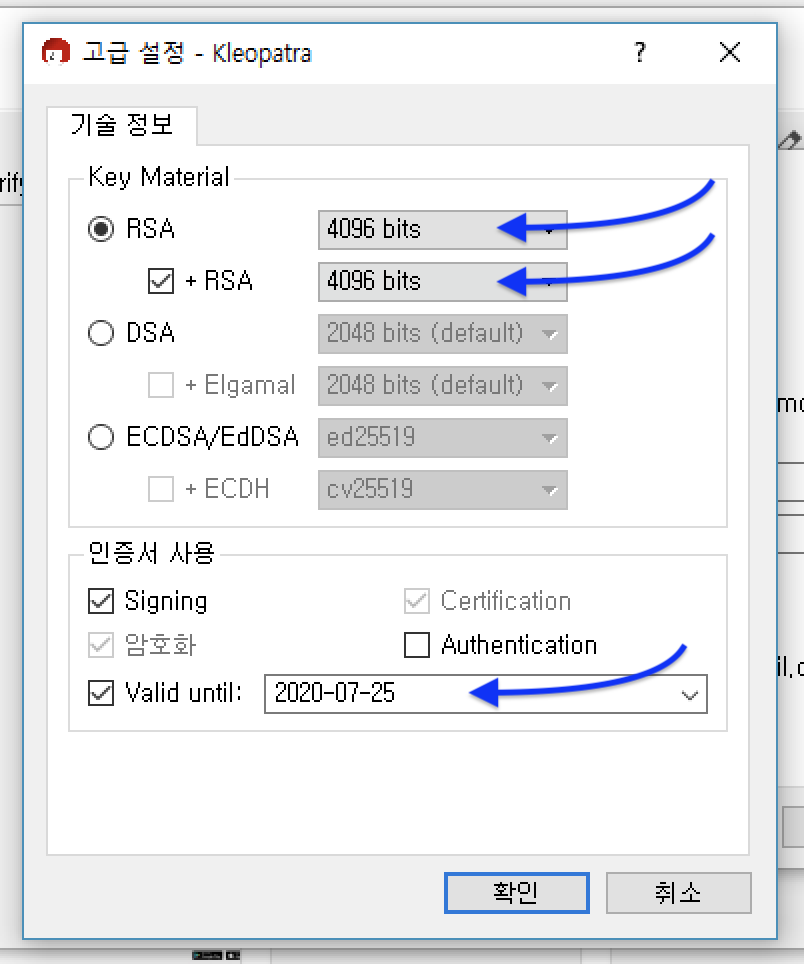 고급 설정 - Kleopatra
?
기술 정보
Key Material
RSA 4096 bits
+ RSA 4096 bits
DSA 2048 bits (default)
+ Elgamal 2048 bits (default)
ECDSA/EdDSA ed25519
+ ECDH cv25519
인증서 사용
Signing Certification
암호화 Authentication
Valid until: 2020-07-25
확인 취소